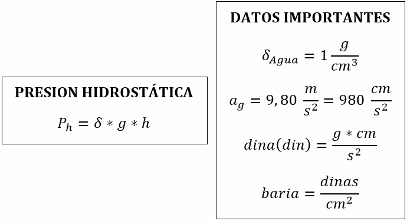 PRESION HIDROSTÁTICA
P_h = δ * g * h
DATOS IMPORTANTES
δ_Agua = 1 g/cm³
a_g = 9,80 m/s² = 980 cm/s²
dina(din) = g * cm/s²
baria = dinas/cm²